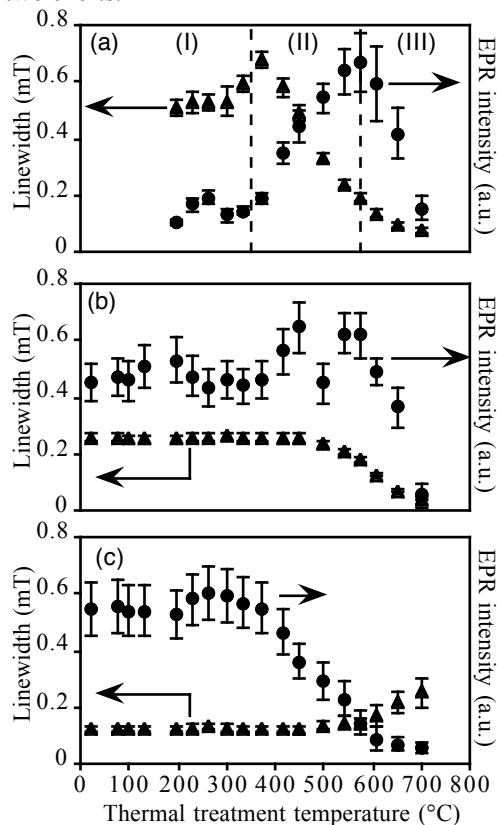 (a)
(I)
(II)
(III)
0.8
0.6
0.4
0.2
0
Linewidth (mT)
EPR intensity
(a.u.)
(b)
0.6
0.4
0.2
0
Linewidth (mT)
EPR intensity
(a.u.)
(c)
0.8
0.6
0.4
0.2
0
Linewidth (mT)
EPR intensity
(a.u.)
0 100 200 300 400 500 600 700 800
Thermal treatment temperature (°C)